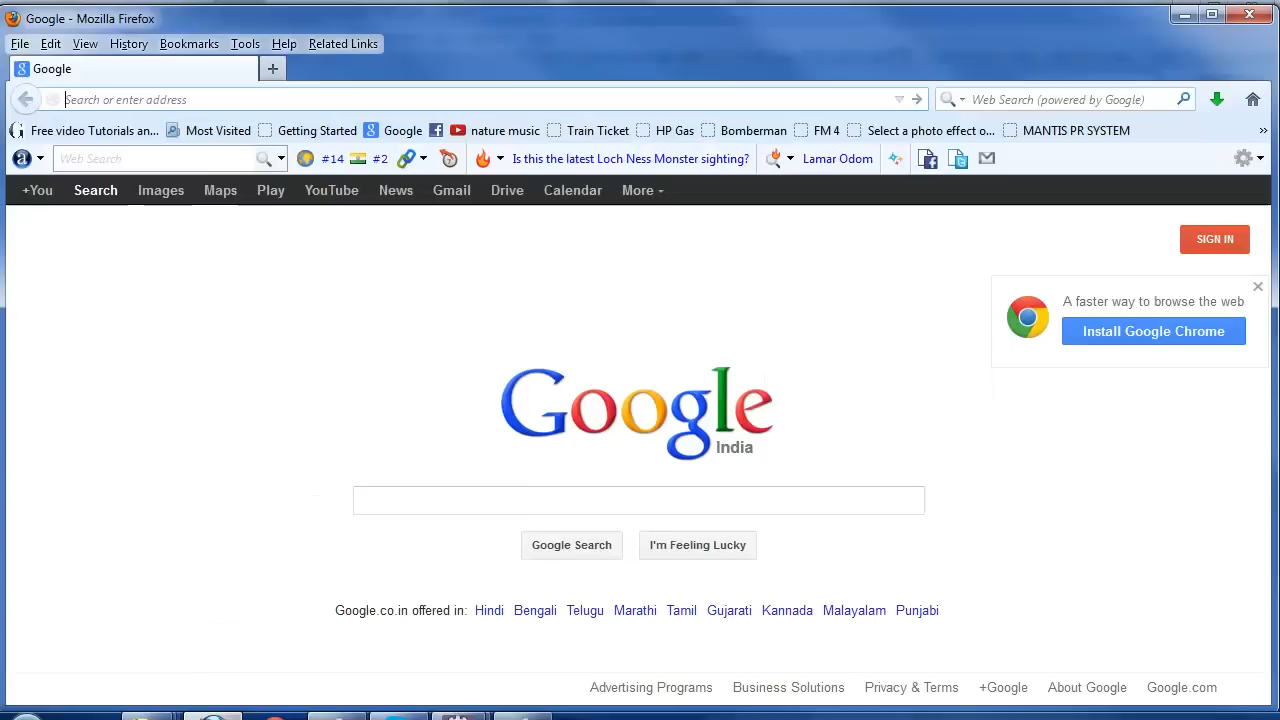 Google - Mozilla Firefox
File Edit View History Bookmarks Tools Help Related Links
Google
Search or enter address
Web Search (powered by Google)
Free video Tutorials an... Most Visited Getting Started Google nature music Train Ticket HP Gas Bomberman FM 4 Select a photo effect o... MANTIS PR SYSTEM »
Web Search #14 #2 Is this the latest Loch Ness Monster sighting? Lamar Odom
+You Search Images Maps Play YouTube News Gmail Drive Calendar More
SIGN IN
A faster way to browse the web
Install Google Chrome
Google
India
Google Search I'm Feeling Lucky
Google.co.in offered in: Hindi Bengali Telugu Marathi Tamil Gujarati Kannada Malayalam Punjabi
Advertising Programs Business Solutions Privacy & Terms +Google About Google Google.com